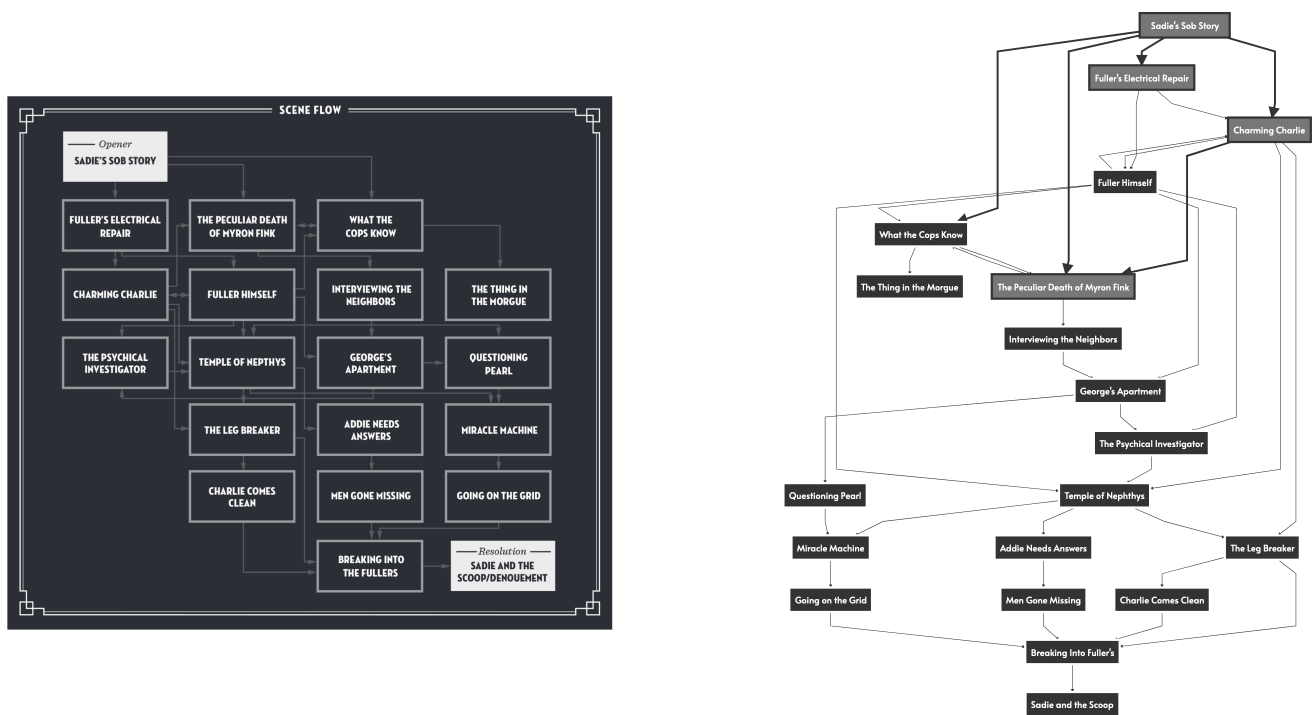 SCENE FLOW
Opener
SADIE'S SOB STORY
FULLER'S ELECTRICAL
REPAIR
THE PECULIAR DEATH
OF MYRON FINK
WHAT THE
COPS KNOW
CHARMING CHARLIE
FULLER HIMSELF
INTERVIEWING THE
NEIGHBORS
THE THING IN
THE MORGUE
THE PSYCHICAL
INVESTIGATOR
TEMPLE OF NEPTHYS
GEORGE'S
APARTMENT
QUESTIONING
PEARL
THE LEG BREAKER
ADDIE NEEDS
ANSWERS
MIRACLE MACHINE
CHARLIE COMES
CLEAN
MEN GONE MISSING
GOING ON THE GRID
BREAKING INTO
THE FULLERS
Resolution
SADIE AND THE
SCOOP/DENOUEMENT
Sadie's Sob Story
Fuller's Electrical Repair
Charming Charlie
Fuller Himself
What the Cops Know
The Thing in the Morgue
The Peculiar Death of Myron Fink
Interviewing the Neighbors
George's Apartment
The Psychical Investigator
Questioning Pearl
Temple of Nephthys
Miracle Machine
Addie Needs Answers
The Leg Breaker
Going on the Grid
Men Gone Missing
Charlie Comes Clean
Breaking Into Fuller's
Sadie and the Scoop